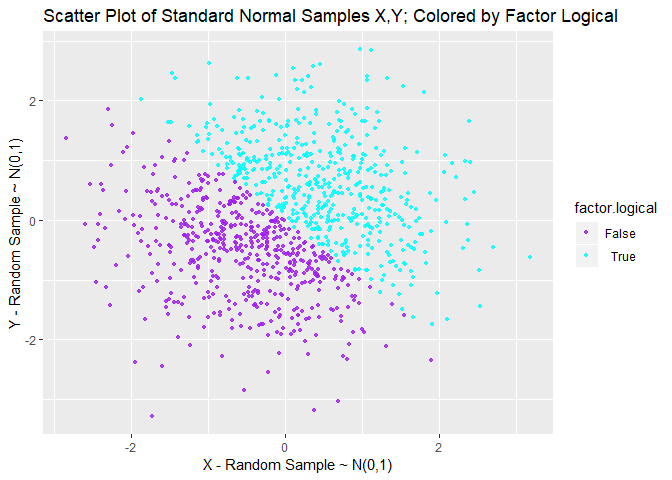 Scatter Plot of Standard Normal Samples X,Y; Colored by Factor Logical
Y - Random Sample ~ N(0,1)
2
0
-2
-2 0 2
X - Random Sample ~ N(0,1)
factor.logical
False
True